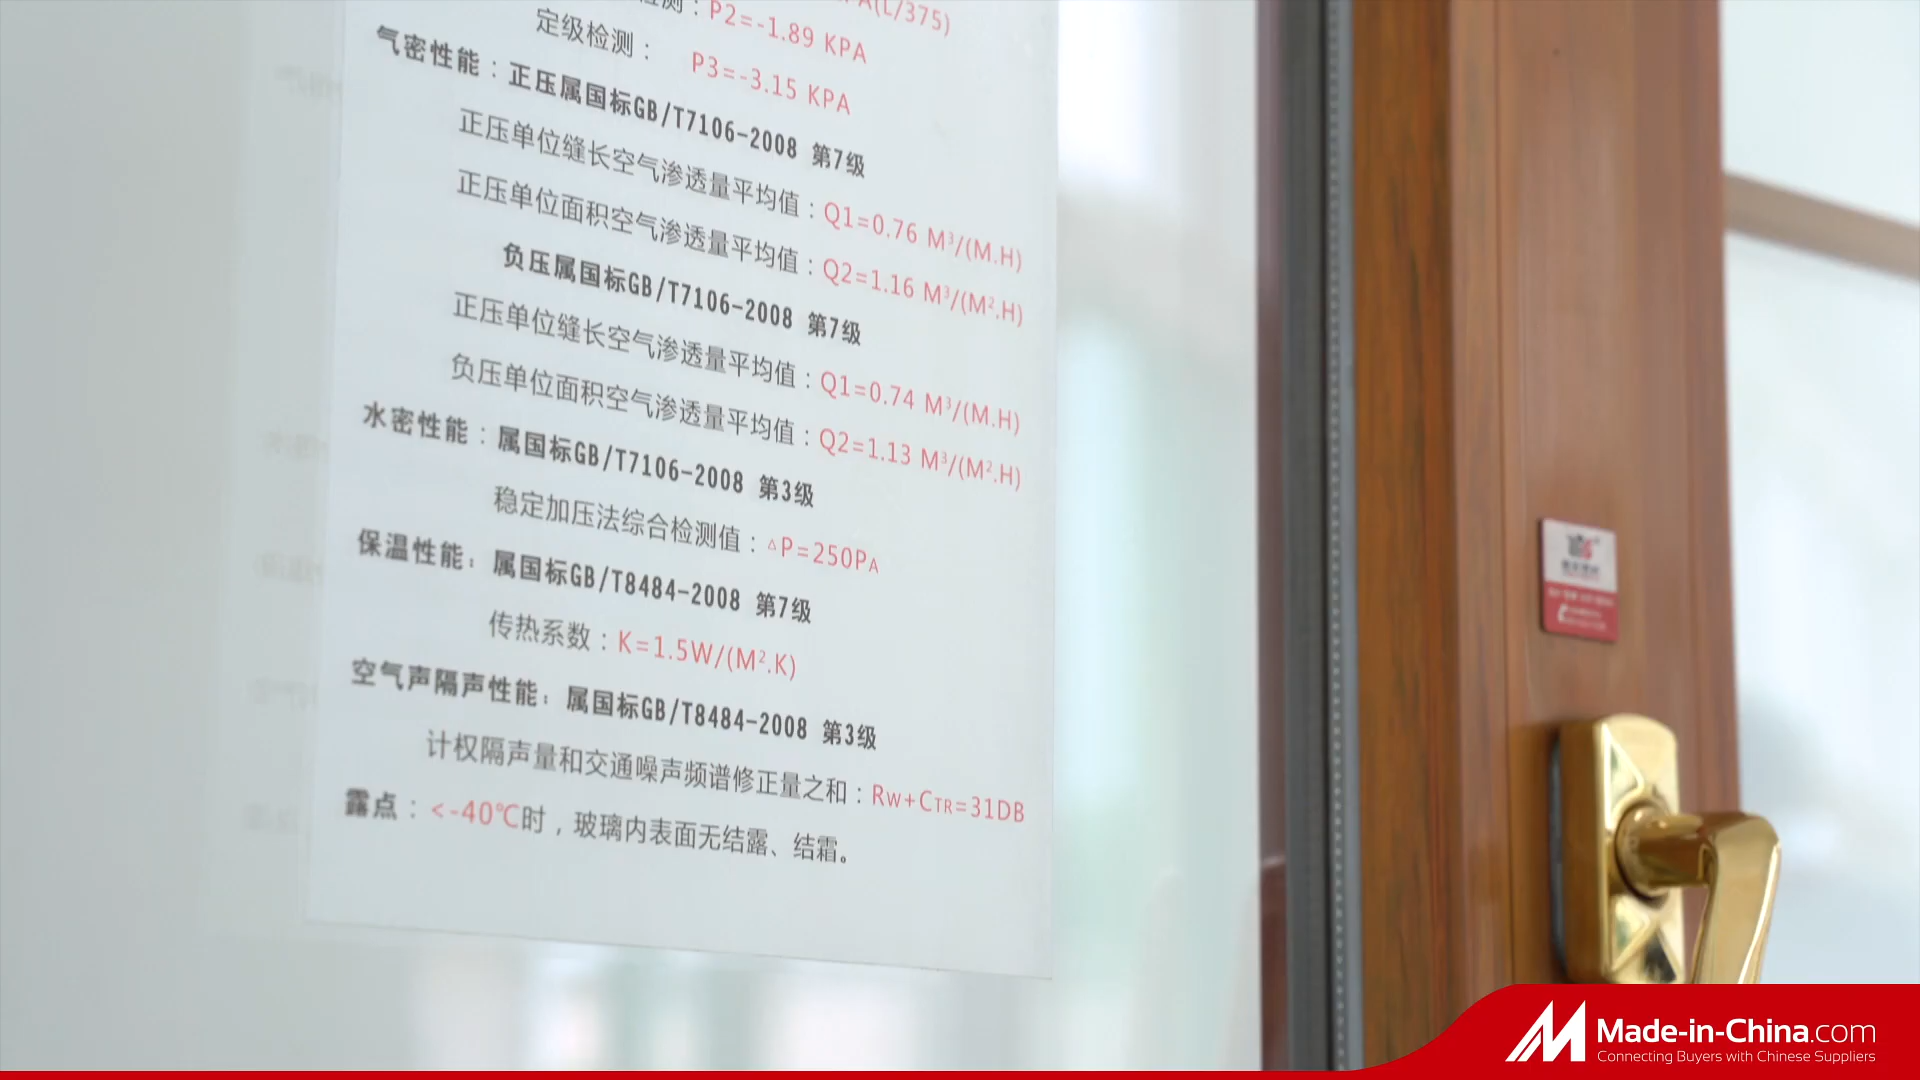 检测：P2=-1.89 KPA
定级检测： P3=-3.15 KPA
气密性能：正压属国标GB/T7106-2008 第7级
正压单位缝长空气渗透量平均值：Q1=0.76 M³/(M.H)
正压单位面积空气渗透量平均值：Q2=1.16 M³/(M².H)
负压属国标GB/T7106-2008 第7级
正压单位缝长空气渗透量平均值：Q1=0.74 M³/(M.H)
负压单位面积空气渗透量平均值：Q2=1.13 M³/(M².H)
水密性能：属国标GB/T7106-2008 第3级
稳定加压法综合检测值：△P=250PA
保温性能：属国标GB/T8484-2008 第7级
传热系数：K=1.5W/(M².K)
空气声隔声性能：属国标GB/T8484-2008 第3级
计权隔声量和交通噪声频谱修正量之和：RW+CTR=31DB
露点：<-40℃时，玻璃内表面无结露、结霜。
Made-in-China.com
Connecting Buyers with Chinese Suppliers